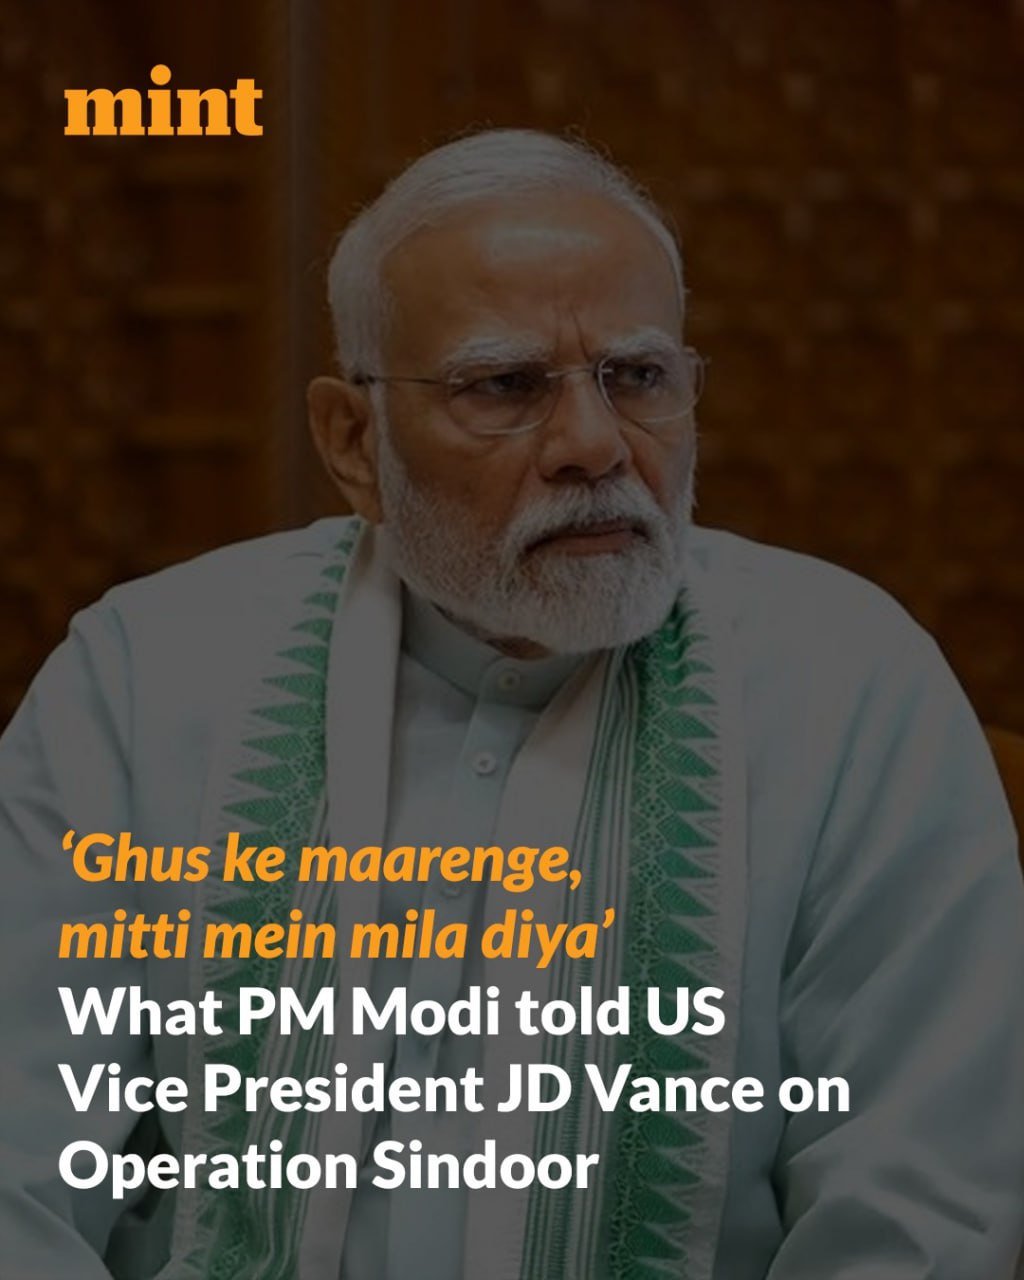 mint
‘Ghus ke maarenge,
mitti mein mila diya’
What PM Modi told US
Vice President JD Vance on
Operation Sindoor